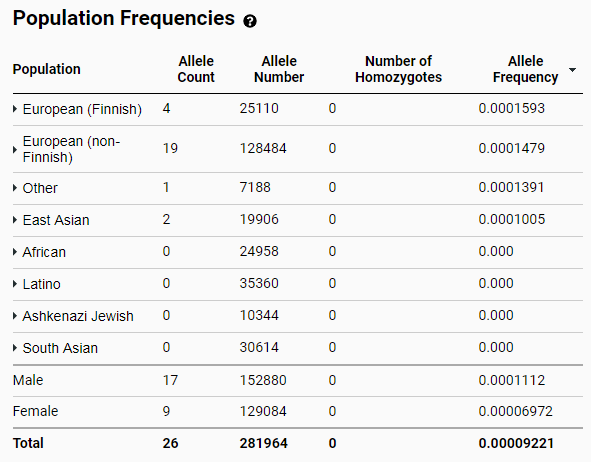 Population Frequencies ?
Population Allele Count Allele Number Number of Homozygotes Allele Frequency
European (Finnish) 4 25110 0 0.0001593
European (non-Finnish) 19 128484 0 0.0001479
Other 1 7188 0 0.0001391
East Asian 2 19906 0 0.0001005
African 0 24958 0 0.000
Latino 0 35360 0 0.000
Ashkenazi Jewish 0 10344 0 0.000
South Asian 0 30614 0 0.000
Male 17 152880 0 0.0001112
Female 9 129084 0 0.00006972
Total 26 281964 0 0.00009221